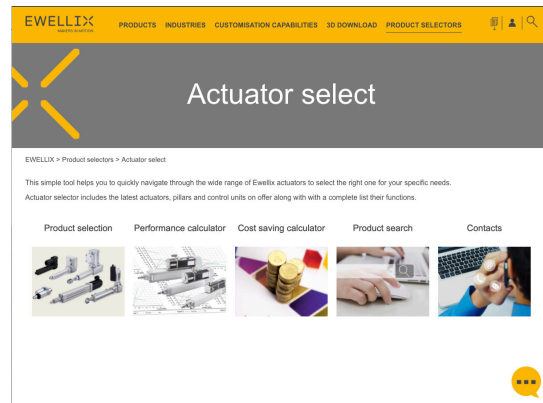 EWELLIX
MAKERS IN MOTION
PRODUCTS INDUSTRIES CUSTOMISATION CAPABILITIES 3D DOWNLOAD PRODUCT SELECTORS
Actuator select
EWELLIX > Product selectors > Actuator select
This simple tool helps you to quickly navigate through the wide range of Ewellix actuators to select the right one for your specific needs.
Actuator selector includes the latest actuators, pillars and control units on offer along with with a complete list their functions.
Product selection Performance calculator Cost saving calculator Product search Contacts